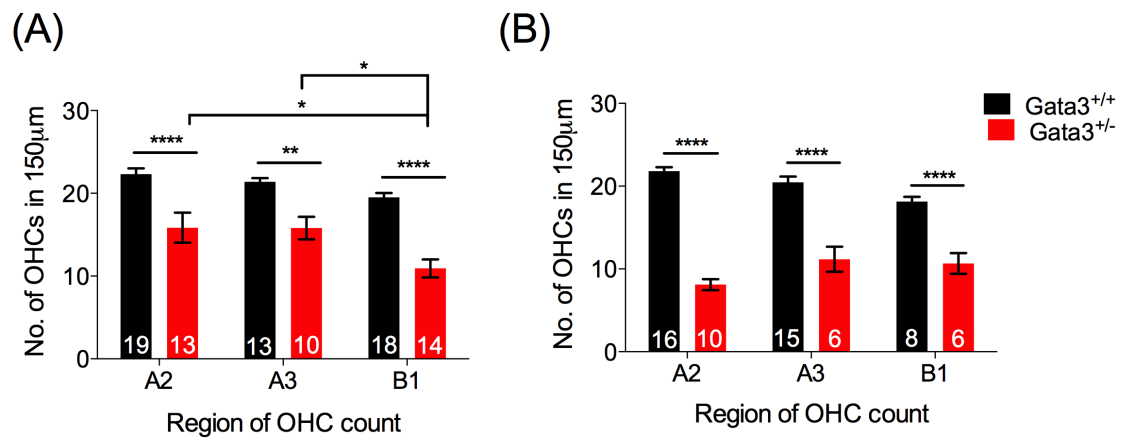 (A)
*
*
****
**
****
30
20
10
0
No. of OHCs in 150μm
19
13
13
10
18
14
A2
A3
B1
Region of OHC count
(B)
****
****
****
30
20
10
0
No. of OHCs in 150μm
16
10
15
6
8
6
A2
A3
B1
Region of OHC count
Gata3+/+
Gata3+/-